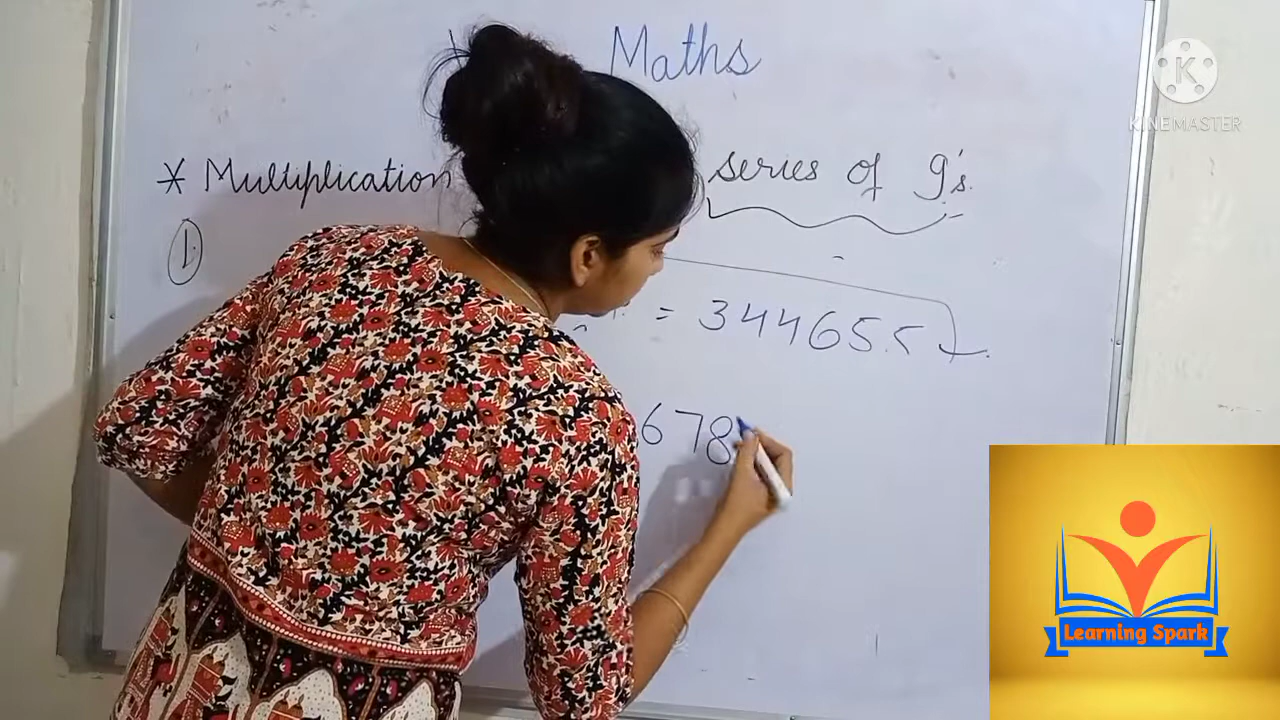 Maths
* Multiplication series of 9's.
1.
= 344655
678
KINEMASTER
Learning Spark